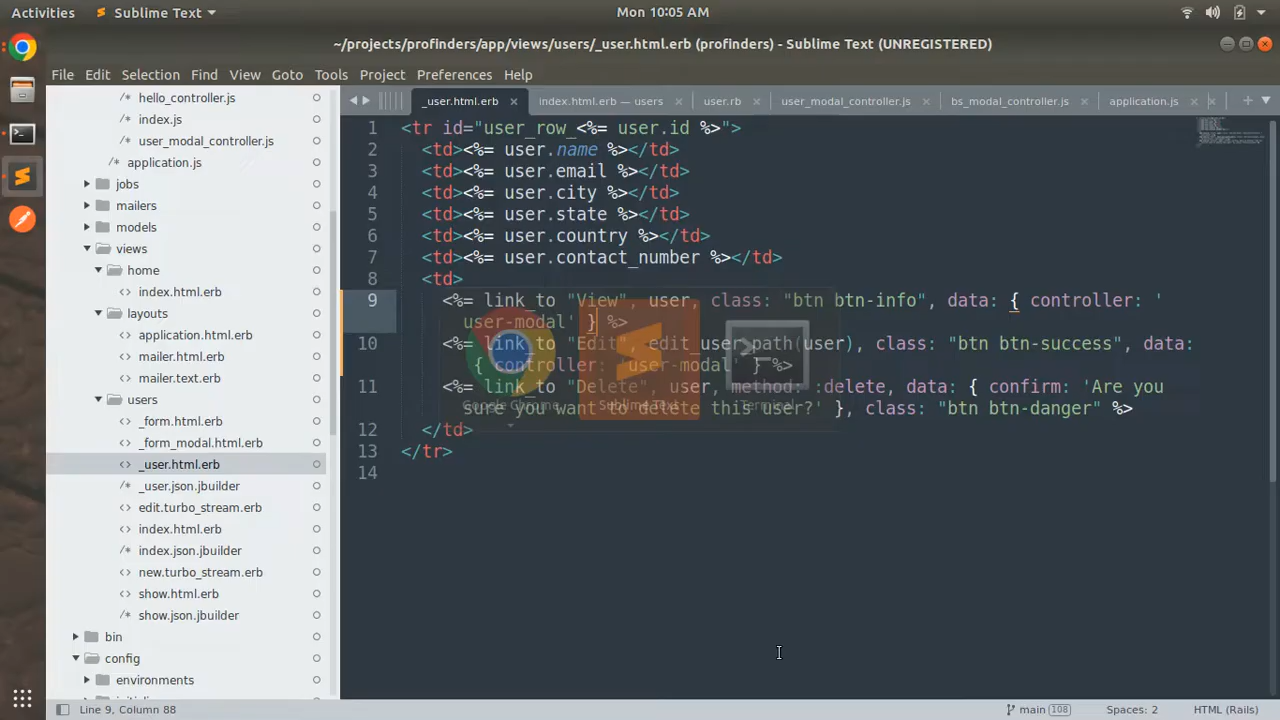 Activities
Sublime Text
Mon 10:05 AM
~/projects/profinders/app/views/users/_user.html.erb (profinders) - Sublime Text (UNREGISTERED)
File Edit Selection Find View Goto Tools Project Preferences Help
hello_controller.js
index.js
user_modal_controller.js
application.js
jobs
mailers
models
views
home
index.html.erb
layouts
application.html.erb
mailer.html.erb
mailer.text.erb
users
_form.html.erb
_form_modal.html.erb
_user.html.erb
_user.json.jbuilder
edit.turbo_stream.erb
index.html.erb
index.json.jbuilder
new.turbo_stream.erb
show.html.erb
show.json.jbuilder
bin
config
environments
_user.html.erb
index.html.erb — users
user.rb
user_modal_controller.js
bs_modal_controller.js
application.js
1 <tr id="user_row_<%= user.id %>">
2 <td><%= user.name %></td>
3 <td><%= user.email %></td>
4 <td><%= user.city %></td>
5 <td><%= user.state %></td>
6 <td><%= user.country %></td>
7 <td><%= user.contact_number %></td>
8 <td>
9 <%= link_to "View", user, class: "btn btn-info", data: { controller: '
user-modal' } %>
10 <%= link_to "Edit", edit_user_path(user), class: "btn btn-success", data:
{ controller: 'user-modal' } %>
11 <%= link_to "Delete", user, method: :delete, data: { confirm: 'Are you
sure you want to delete this user?' }, class: "btn btn-danger" %>
12 </td>
13 </tr>
14
Google Chrome
Sublime Text
Terminal
Line 9, Column 88
main 108
Spaces: 2
HTML (Rails)